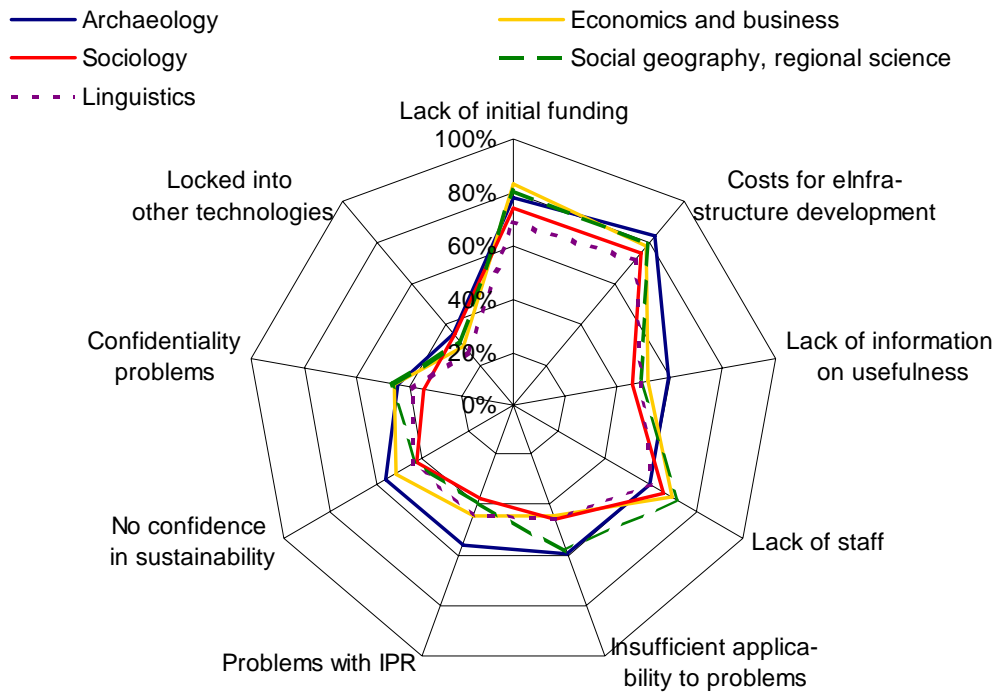 Archaeology
Economics and business
Sociology
Social geography, regional science
Linguistics
Lack of initial funding
100%
80%
60%
40%
20%
0%
Costs for eInfra-
structure development
Lack of information
on usefulness
Lack of staff
Insufficient applica-
bility to problems
Problems with IPR
No confidence
in sustainability
Confidentiality
problems
Locked into
other technologies